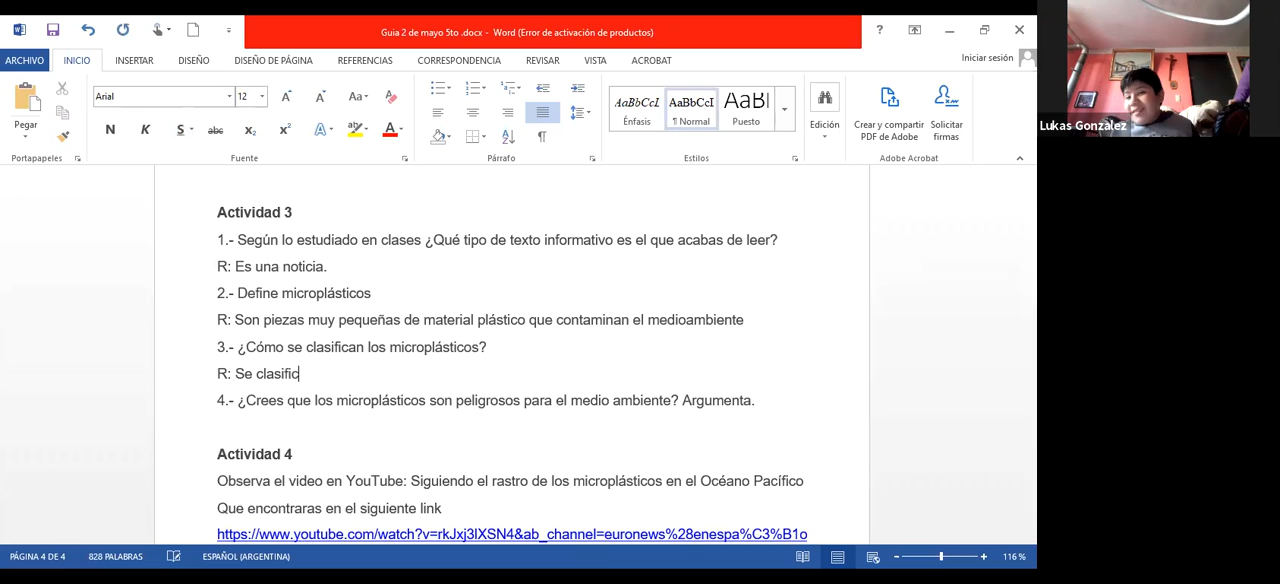 Guia 2 de mayo 5to .docx - Word (Error de activación de productos)
ARCHIVO INICIO INSERTAR DISEÑO DISEÑO DE PÁGINA REFERENCIAS CORRESPONDENCIA REVISAR VISTA ACROBAT Iniciar sesión
Pegar
Arial 12
N K S abc x₂ x²
AaBbCcI AaBbCcI AaBbI
Énfasis ¶ Normal Puesto
Edición
Crear y compartir PDF de Adobe
Solicitar firmas
Portapapeles Fuente Párrafo Estilos Adobe Acrobat
Lukas Gonzalez
Actividad 3
1.- Según lo estudiado en clases ¿Qué tipo de texto informativo es el que acabas de leer?
R: Es una noticia.
2.- Define microplásticos
R: Son piezas muy pequeñas de material plástico que contaminan el medioambiente
3.- ¿Cómo se clasifican los microplásticos?
R: Se clasific
4.- ¿Crees que los microplásticos son peligrosos para el medio ambiente? Argumenta.
Actividad 4
Observa el video en YouTube: Siguiendo el rastro de los microplásticos en el Océano Pacífico
Que encontraras en el siguiente link
https://www.youtube.com/watch?v=rkJxj3lXSN4&ab_channel=euronews%28enespa%C3%B1o
PÁGINA 4 DE 4 828 PALABRAS ESPAÑOL (ARGENTINA) 116 %